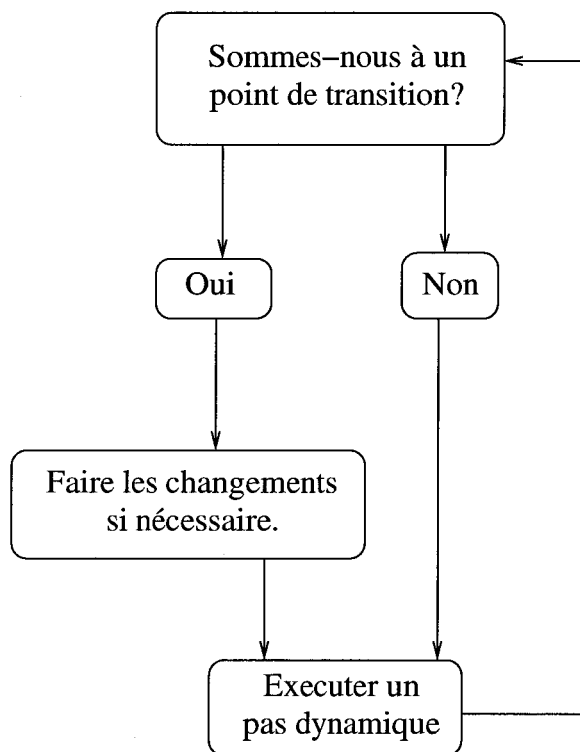 Sommes–nous à un
point de transition?
Oui
Non
Faire les changements
si nécessaire.
Executer un
pas dynamique